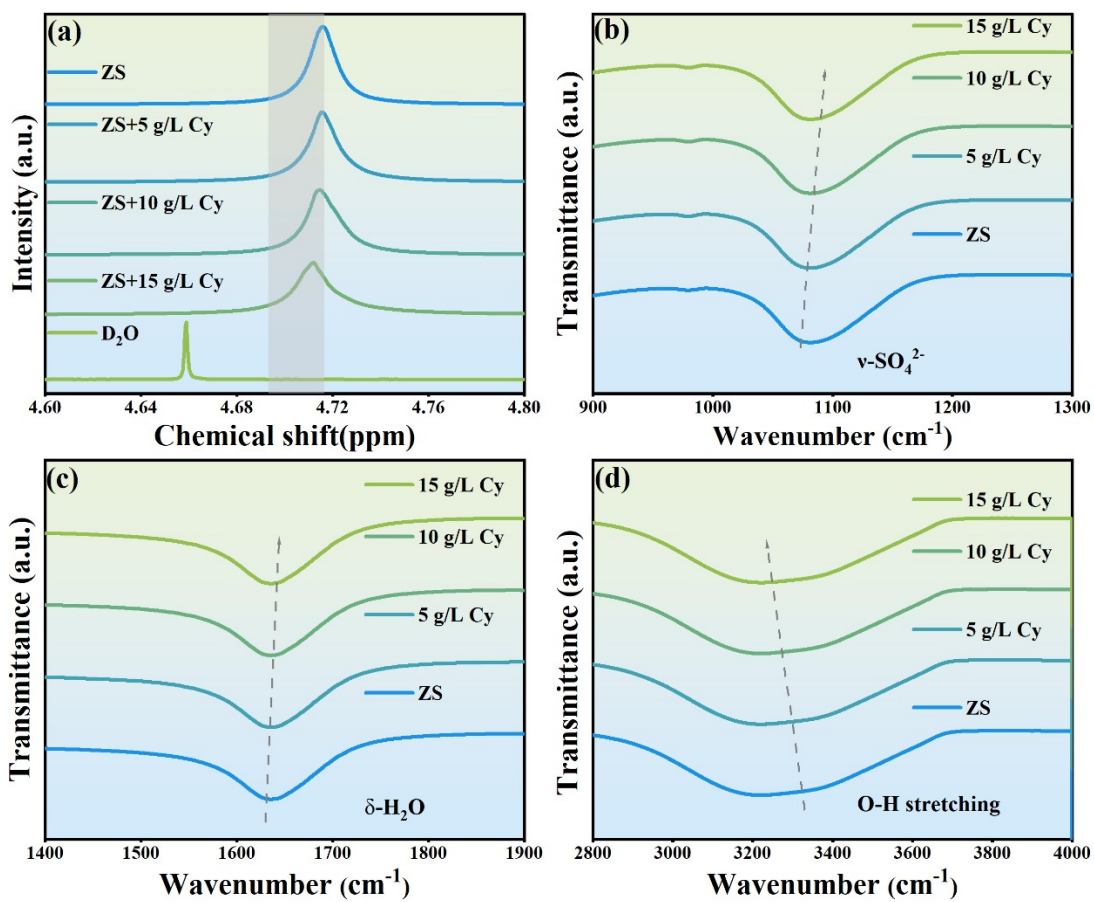 (a)
ZS
ZS+5 g/L Cy
ZS+10 g/L Cy
ZS+15 g/L Cy
D₂O
Intensity (a.u.)
4.60 4.64 4.68 4.72 4.76 4.80
Chemical shift(ppm)
(b)
15 g/L Cy
10 g/L Cy
5 g/L Cy
ZS
ν-SO₄²⁻
Transmittance (a.u.)
900 1000 1100 1200 1300
Wavenumber (cm⁻¹)
(c)
15 g/L Cy
10 g/L Cy
5 g/L Cy
ZS
δ-H₂O
Transmittance (a.u.)
1400 1500 1600 1700 1800 1900
Wavenumber (cm⁻¹)
(d)
15 g/L Cy
10 g/L Cy
5 g/L Cy
ZS
O-H stretching
Transmittance (a.u.)
2800 3000 3200 3400 3600 3800 4000
Wavenumber (cm⁻¹)